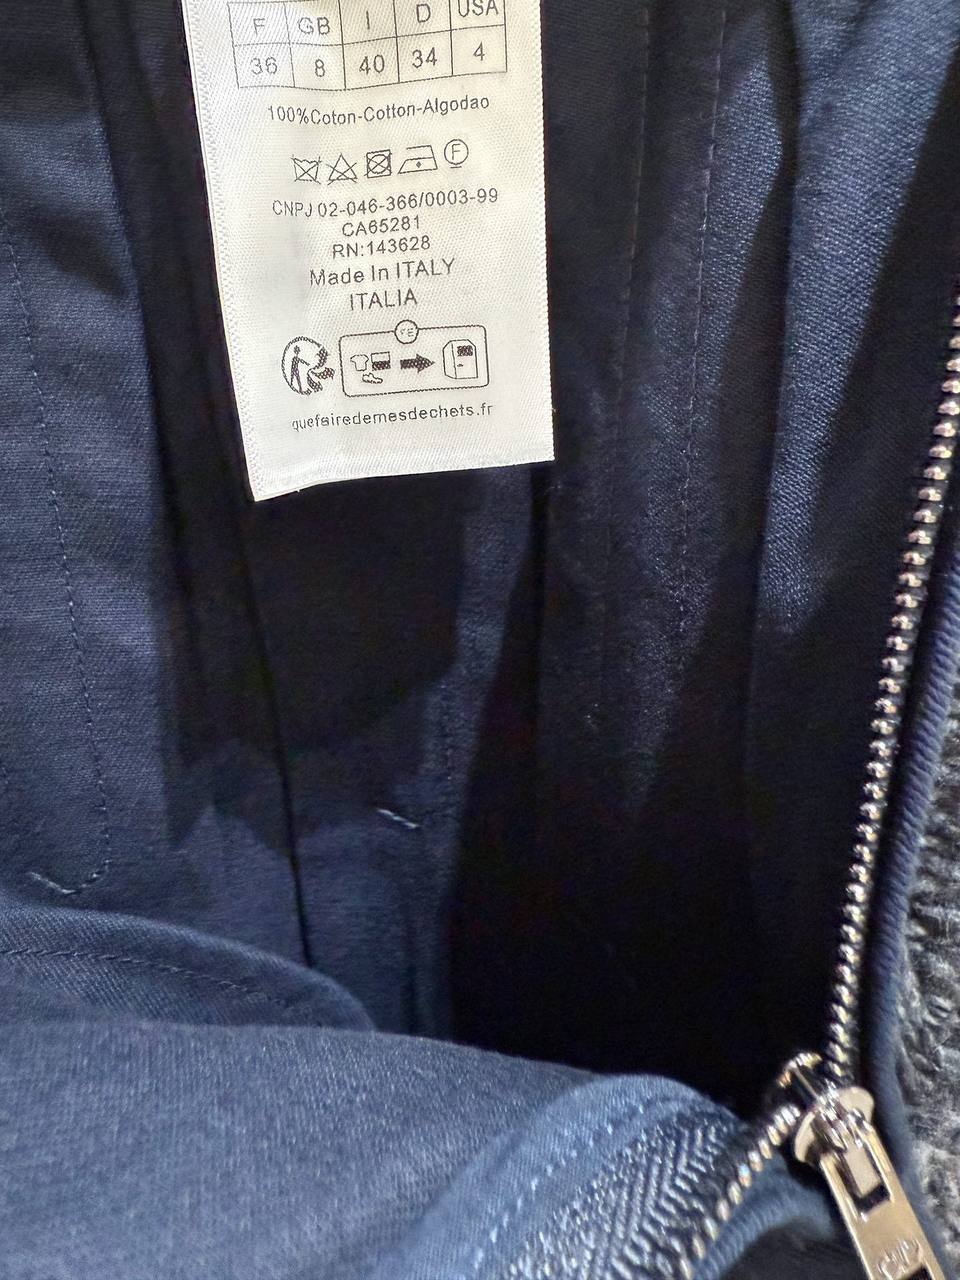 F GB I D USA
36 8 40 34 4
100%Coton-Cotton-Algodao
F
CNPJ 02-046-366/0003-99
CA65281
RN:143628
Made In ITALY
ITALIA
FR
quefairedemesdechets.fr